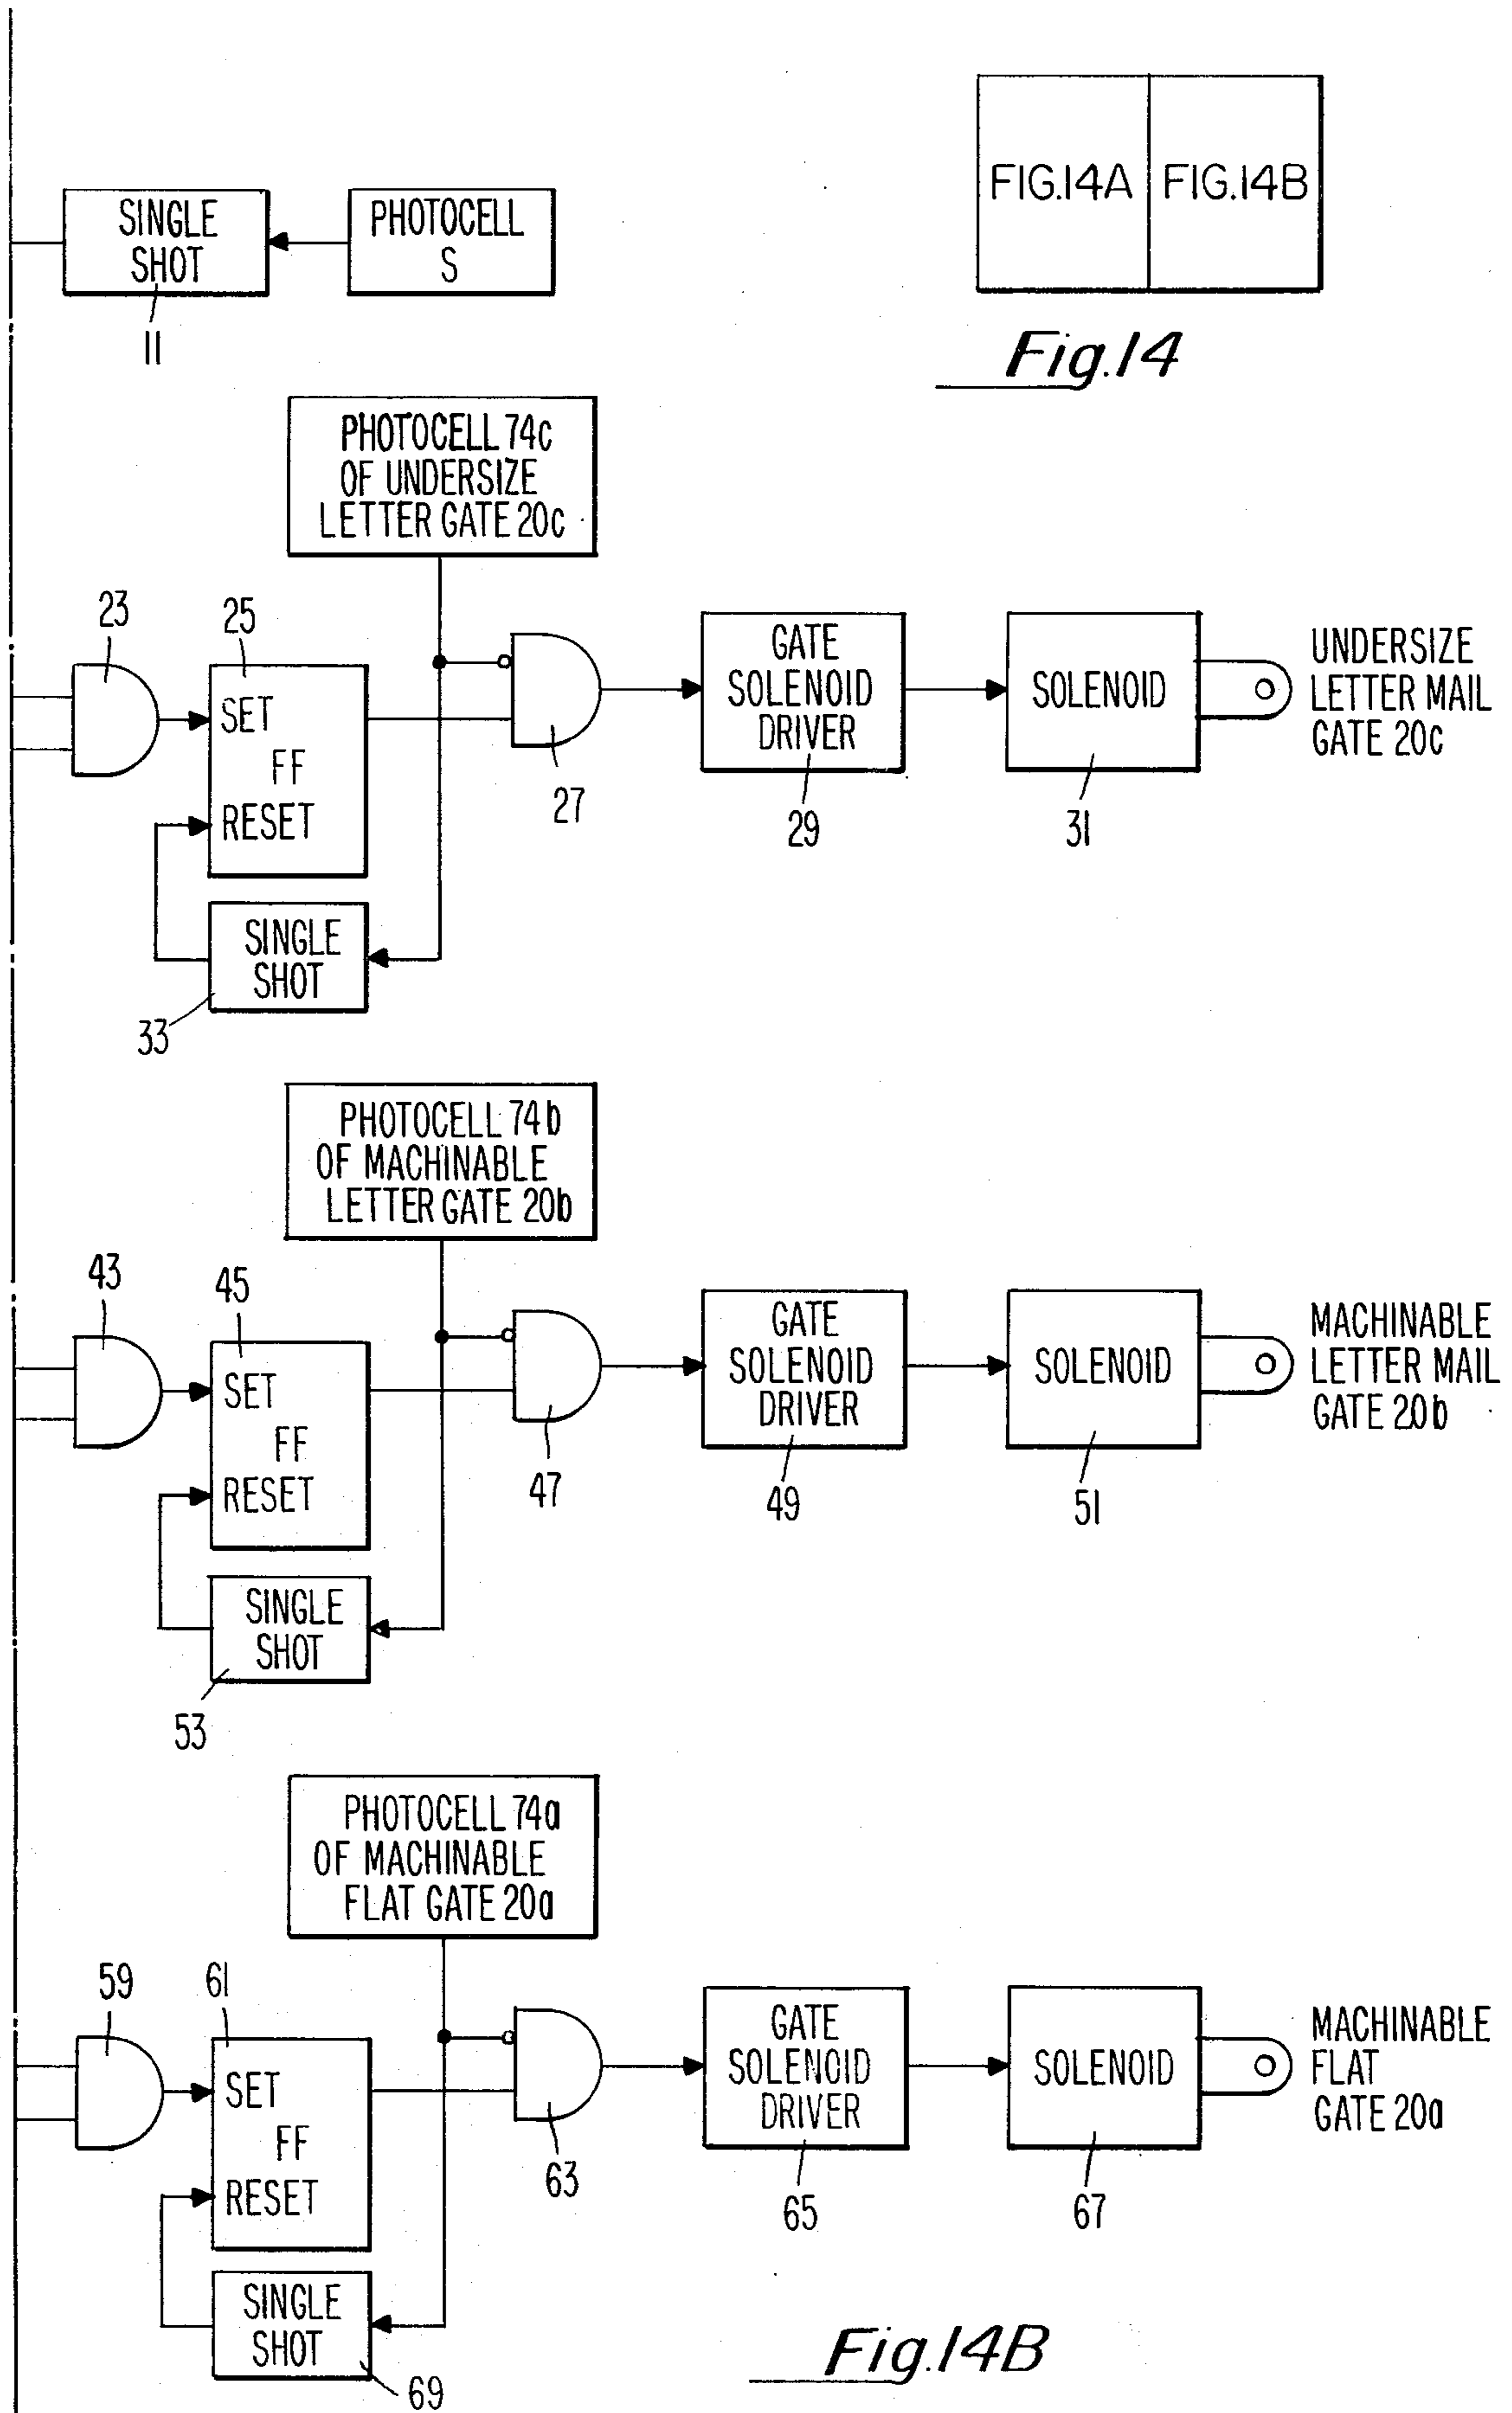 SINGLE
SHOT
11
PHOTOCELL
S
FIG.14A
FIG.14B
Fig.14
PHOTOCELL 74c
OF UNDERSIZE
LETTER GATE 20c
23
25
SET
FF
RESET
27
GATE
SOLENOID
DRIVER
29
SOLENOID
31
UNDERSIZE
LETTER MAIL
GATE 20c
SINGLE
SHOT
33
PHOTOCELL 74b
OF MACHINABLE
LETTER GATE 20b
43
45
SET
FF
RESET
47
GATE
SOLENOID
DRIVER
49
SOLENOID
51
MACHINABLE
LETTER MAIL
GATE 20b
SINGLE
SHOT
53
PHOTOCELL 74a
OF MACHINABLE
FLAT GATE 20a
59
61
SET
FF
RESET
63
GATE
SOLENOID
DRIVER
65
SOLENOID
67
MACHINABLE
FLAT
GATE 20a
SINGLE
SHOT
69
Fig.14B